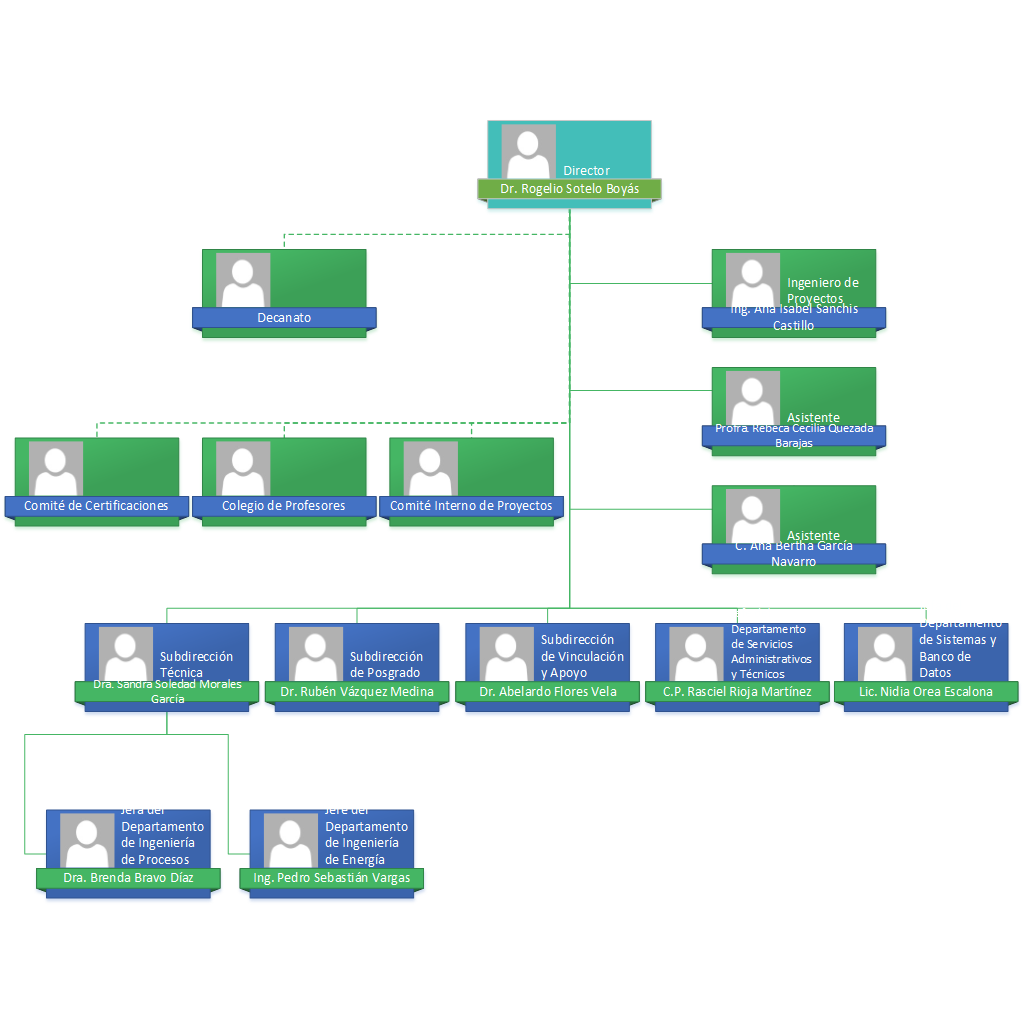 Director
Dr. Rogelio Sotelo Boyás
Decanato
Ingeniero de
Proyectos
Ing. Ana Isabel Sanchis
Castillo
Asistente
Profra. Rebeca Cecilia Quezada
Barajas
Comité de Certificaciones
Colegio de Profesores
Comité Interno de Proyectos
Asistente
C. Ana Bertha García
Navarro
Subdirección
Técnica
Dra. Sandra Soledad Morales
García
Subdirección
de Posgrado
Dr. Rubén Vázquez Medina
Subdirección
de Vinculación
y Apoyo
Dr. Abelardo Flores Vela
Departamento
de Servicios
Administrativos
y Técnicos
C.P. Rasciel Rioja Martínez
Departamento
de Sistemas y
Banco de
Datos
Lic. Nidia Orea Escalona
Jefa del
Departamento
de Ingeniería
de Procesos
Dra. Brenda Bravo Díaz
Jefe del
Departamento
de Ingeniería
de Energía
Ing. Pedro Sebastián Vargas